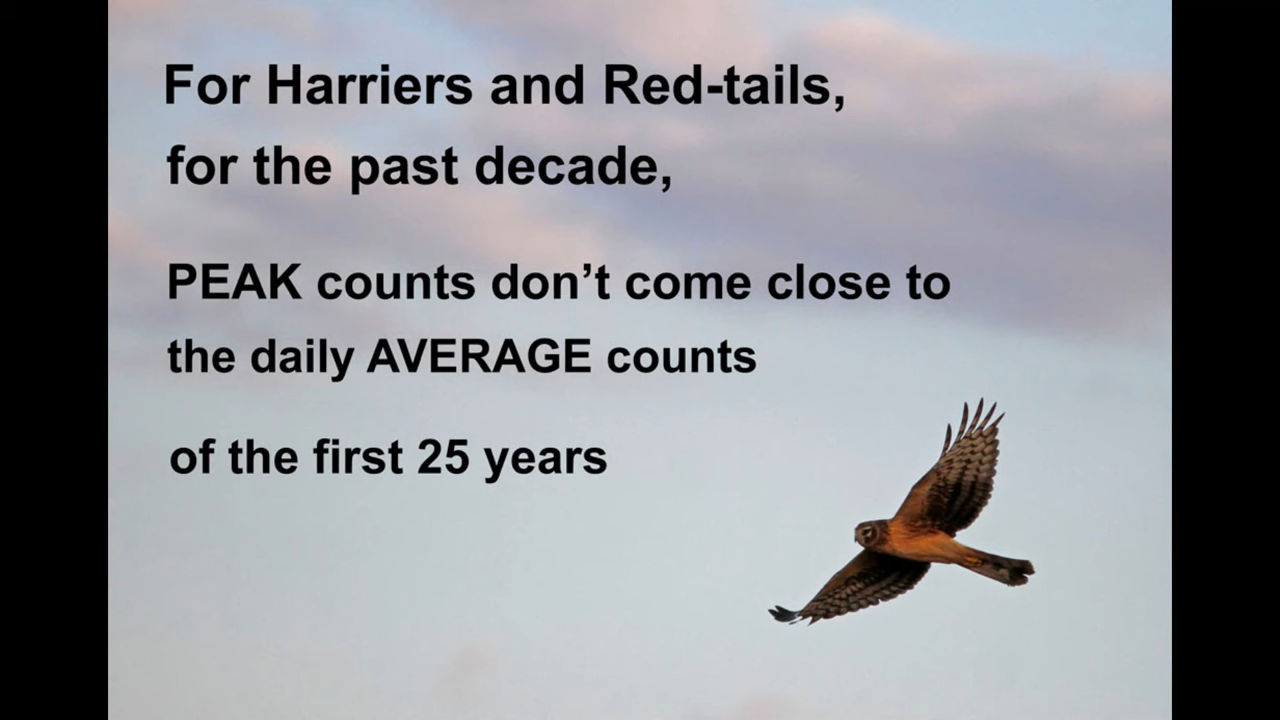 For Harriers and Red-tails,
for the past decade,
PEAK counts don’t come close to
the daily AVERAGE counts
of the first 25 years